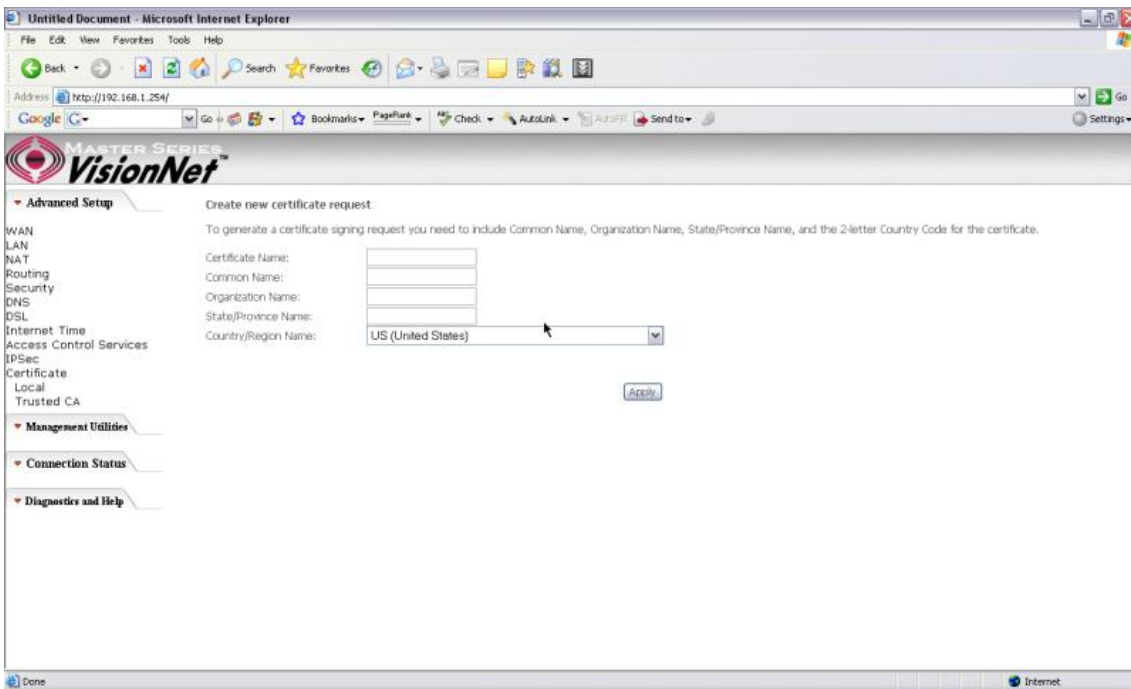 Untitled Document - Microsoft Internet Explorer
File Edit View Favorites Tools Help
Back Search Favorites
Address http://192.168.1.254/ Go
Google G Go Bookmarks PageRank Check AutoLink AutoFill Send to Settings
MASTER SERIES
VisionNet™
Advanced Setup
WAN
LAN
NAT
Routing
Security
DNS
DSL
Internet Time
Access Control Services
IPSec
Certificate
Local
Trusted CA
Management Utilities
Connection Status
Diagnostics and Help
Create new certificate request
To generate a certificate signing request you need to include Common Name, Organization Name, State/Province Name, and the 2-letter Country Code for the certificate.
Certificate Name:
Common Name:
Organization Name:
State/Province Name:
Country/Region Name: US (United States)
Apply
Done Internet